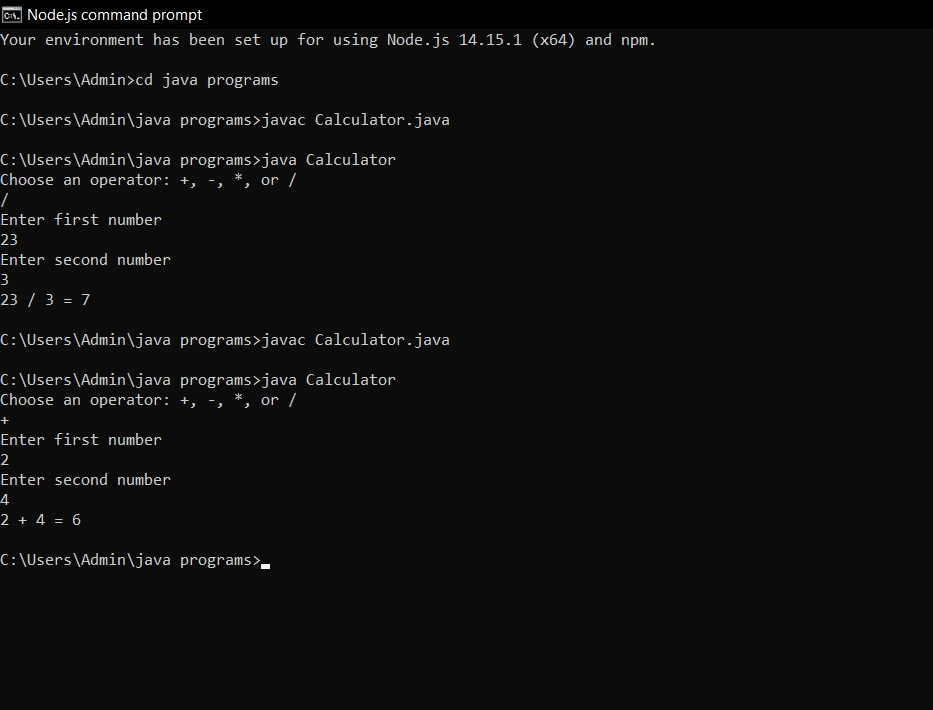 Node.js command prompt
Your environment has been set up for using Node.js 14.15.1 (x64) and npm.
C:\Users\Admin>cd java programs
C:\Users\Admin\java programs>javac Calculator.java
C:\Users\Admin\java programs>java Calculator
Choose an operator: +, -, *, or /
/
Enter first number
23
Enter second number
3
23 / 3 = 7
C:\Users\Admin\java programs>javac Calculator.java
C:\Users\Admin\java programs>java Calculator
Choose an operator: +, -, *, or /
+
Enter first number
2
Enter second number
4
2 + 4 = 6
C:\Users\Admin\java programs>